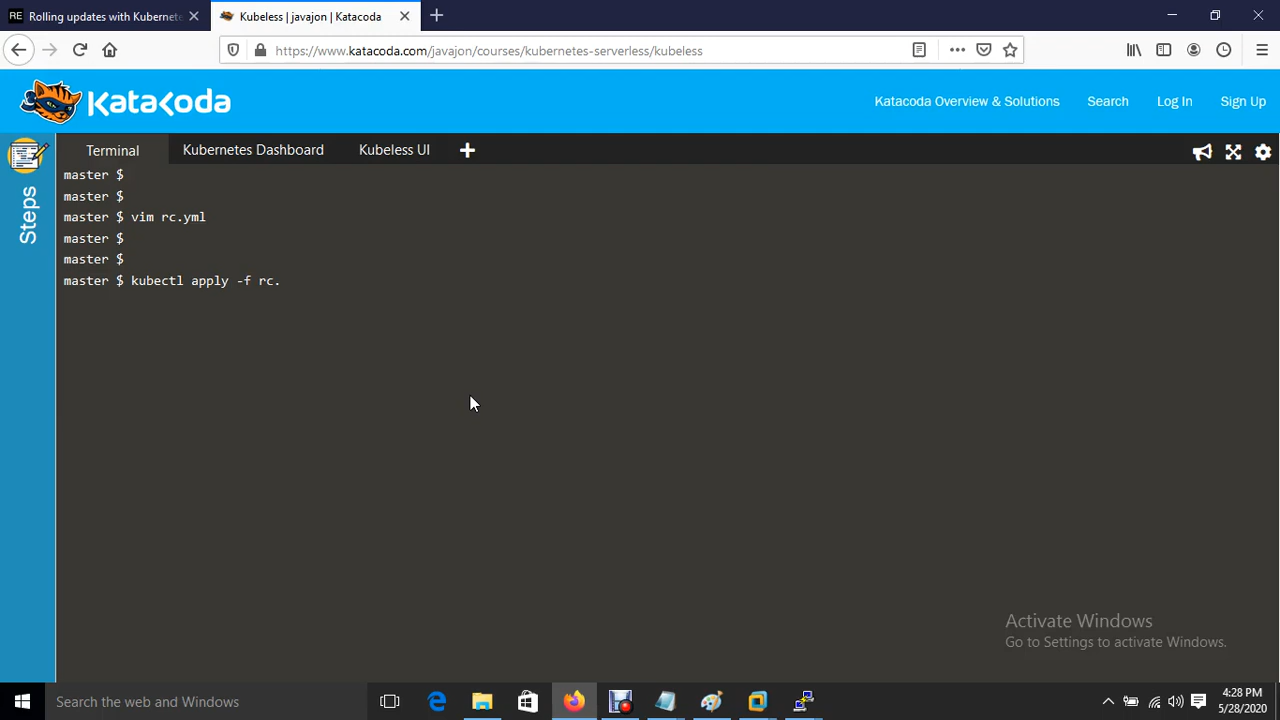 RE Rolling updates with Kubernete
Kubeless | javajon | Katacoda
https://www.katacoda.com/javajon/courses/kubernetes-serverless/kubeless
KataKoda
Katacoda Overview & Solutions
Search
Log In
Sign Up
Steps
Terminal
Kubernetes Dashboard
Kubeless UI
master $
master $
master $ vim rc.yml
master $
master $
master $ kubectl apply -f rc.
Activate Windows
Go to Settings to activate Windows.
Search the web and Windows
4:28 PM
5/28/2020